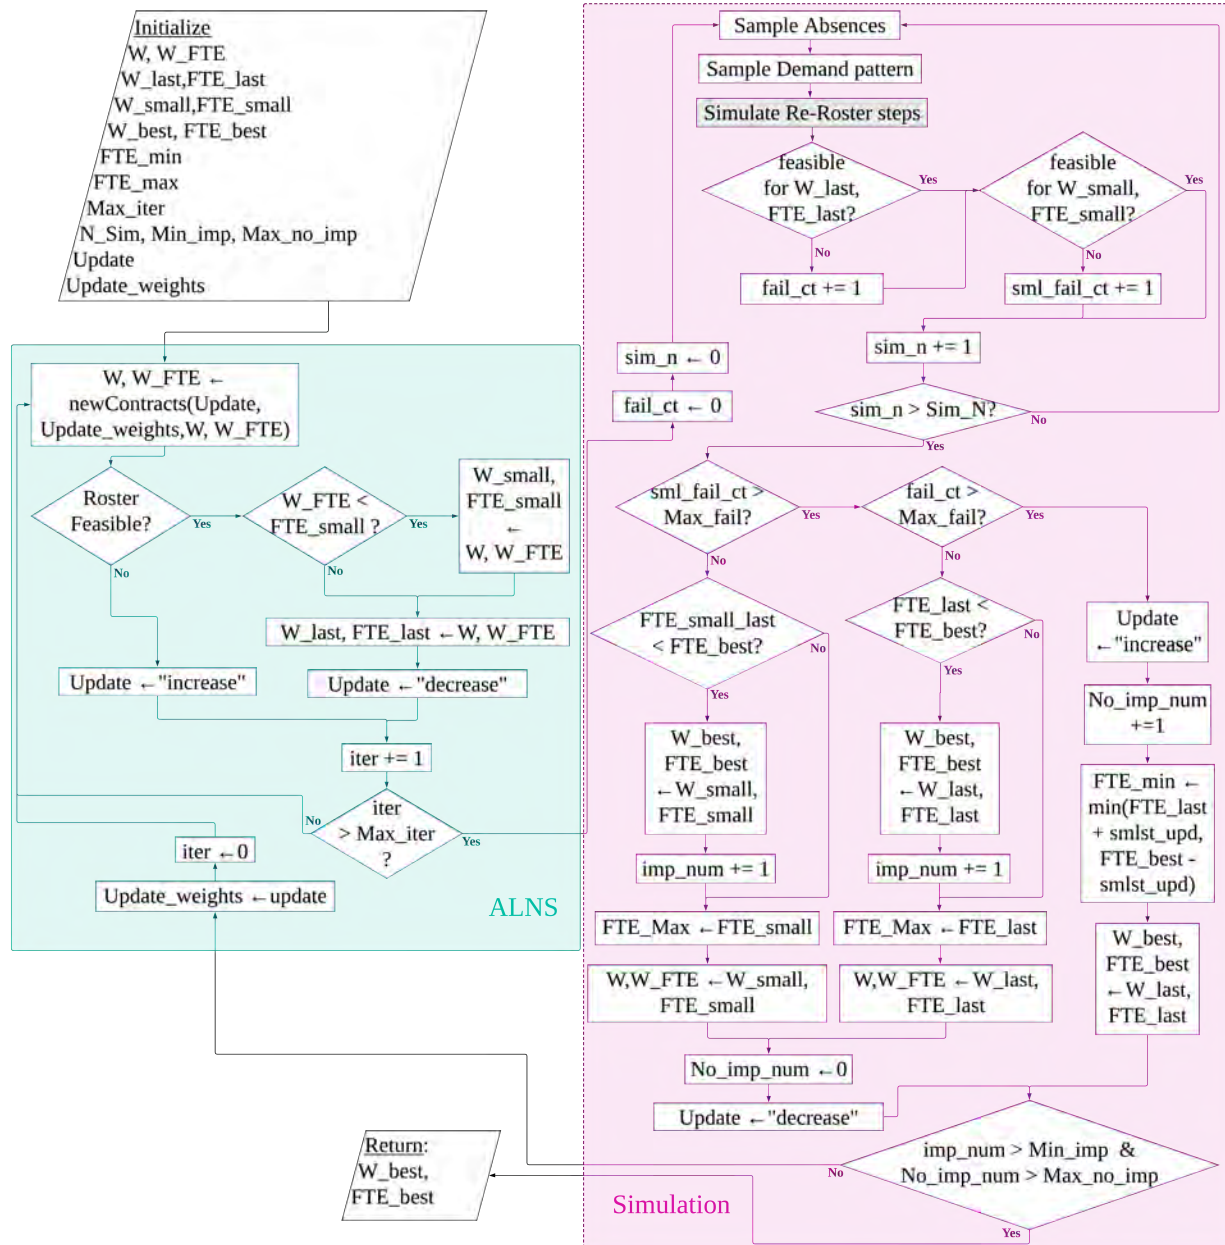 Initialize
W, W_FTE
W_last,FTE_last
W_small,FTE_small
W_best, FTE_best
FTE_min
FTE_max
Max_iter
N_Sim, Min_imp, Max_no_imp
Update
Update_weights
W, W_FTE ←
newContracts(Update,
Update_weights,W, W_FTE)
Roster
Feasible?
Yes
No
W_FTE <
FTE_small ?
Yes
No
W_small,
FTE_small
←
W, W_FTE
W_last, FTE_last ←W, W_FTE
Update ←"increase"
Update ←"decrease"
iter += 1
iter
> Max_iter
?
No
Yes
iter ←0
Update_weights ←update
ALNS
Sample Absences
Sample Demand pattern
Simulate Re-Roster steps
feasible
for W_last,
FTE_last?
Yes
No
fail_ct += 1
feasible
for W_small,
FTE_small?
Yes
No
sml_fail_ct += 1
sim_n += 1
sim_n > Sim_N?
No
Yes
sim_n ← 0
fail_ct ← 0
sml_fail_ct >
Max_fail?
Yes
No
fail_ct >
Max_fail?
Yes
No
FTE_small_last
< FTE_best?
No
Yes
FTE_last <
FTE_best?
No
Yes
W_best,
FTE_best
←W_small,
FTE_small
imp_num += 1
FTE_Max ←FTE_small
W,W_FTE ←W_small,
FTE_small
W_best,
FTE_best
←W_last,
FTE_last
imp_num += 1
FTE_Max ←FTE_last
W,W_FTE ←W_last,
FTE_last
Update
←"increase"
No_imp_num
+=1
FTE_min ←
min(FTE_last
+ smlst_upd,
FTE_best -
smlst_upd)
W_best,
FTE_best
←W_last,
FTE_last
No_imp_num ←0
Update ←"decrease"
imp_num > Min_imp &
No_imp_num > Max_no_imp
No
Yes
Return:
W_best,
FTE_best
Simulation